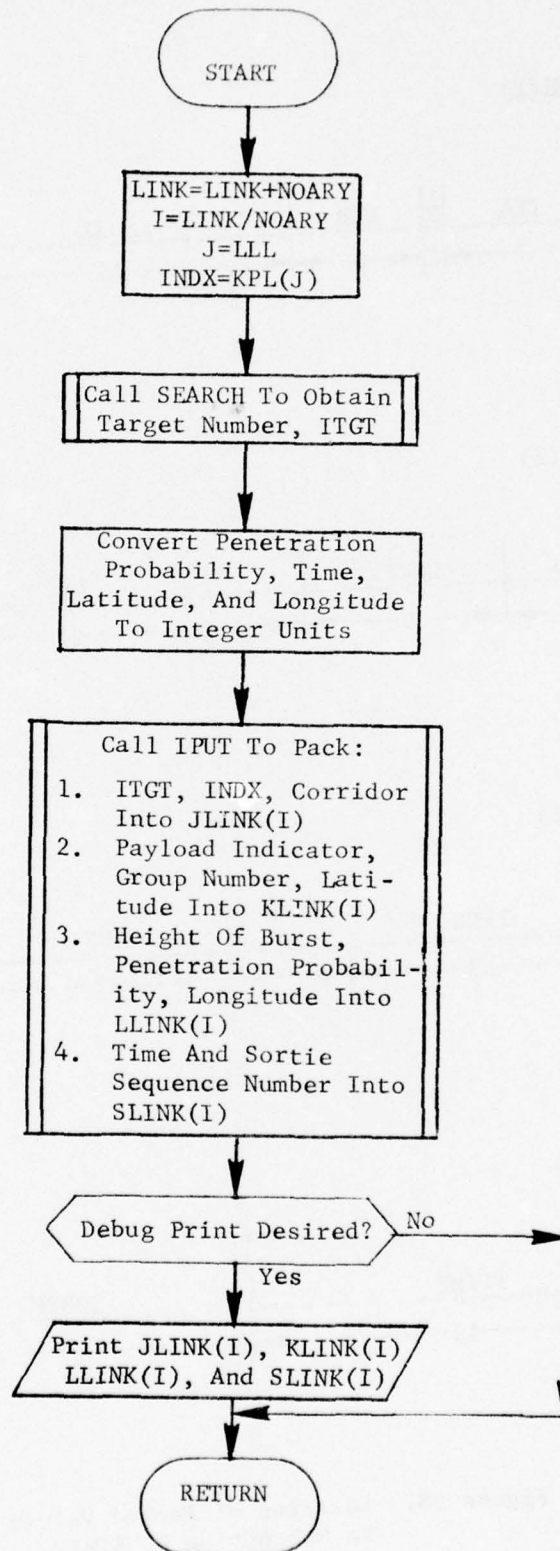 START
LINK=LINK+NOARY
I=LINK/NOARY
J=LLL
INDX=KPL(J)
Call SEARCH To Obtain
Target Number, ITGT
Convert Penetration
Probability, Time,
Latitude, And Longitude
To Integer Units
Call IPUT To Pack:
1. ITGT, INDX, Corridor
Into JLINK(I)
2. Payload Indicator,
Group Number, Lati-
tude Into KLINK(I)
3. Height Of Burst,
Penetration Probabil-
ity, Longitude Into
LLINK(I)
4. Time And Sortie
Sequence Number Into
SLINK(I)
Debug Print Desired?
No
Yes
Print JLINK(I), KLINK(I)
LLINK(I), And SLINK(I)
RETURN